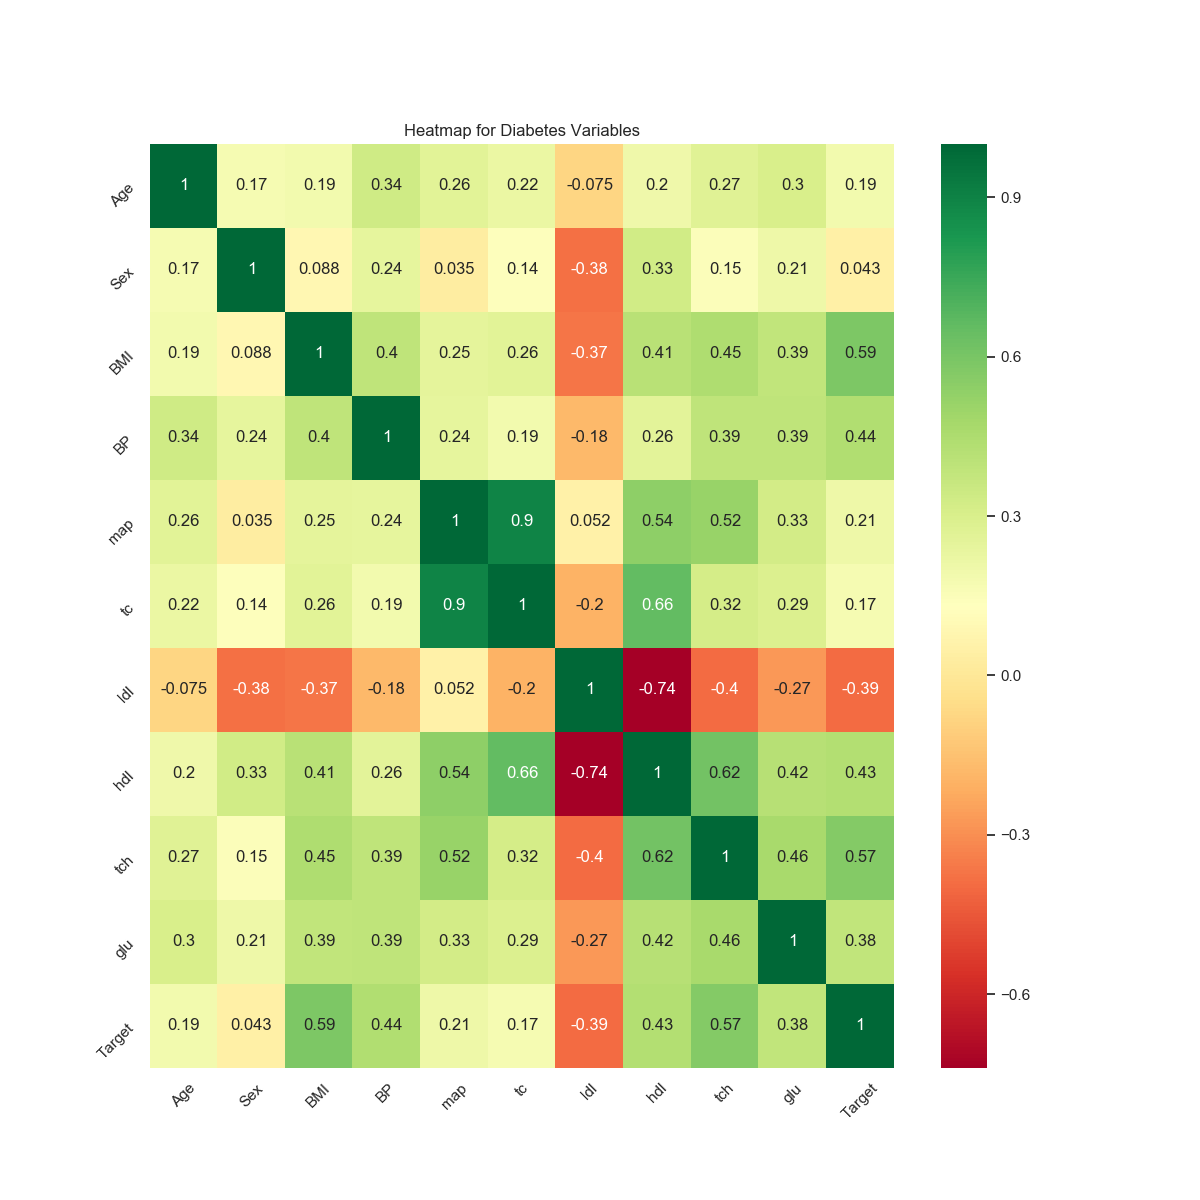 Heatmap for Diabetes Variables
Age 1 0.17 0.19 0.34 0.26 0.22 -0.075 0.2 0.27 0.3 0.19
Sex 0.17 1 0.088 0.24 0.035 0.14 -0.38 0.33 0.15 0.21 0.043
BMI 0.19 0.088 1 0.4 0.25 0.26 -0.37 0.41 0.45 0.39 0.59
BP 0.34 0.24 0.4 1 0.24 0.19 -0.18 0.26 0.39 0.39 0.44
map 0.26 0.035 0.25 0.24 1 0.9 0.052 0.54 0.52 0.33 0.21
tc 0.22 0.14 0.26 0.19 0.9 1 -0.2 0.66 0.32 0.29 0.17
ldl -0.075 -0.38 -0.37 -0.18 0.052 -0.2 1 -0.74 -0.4 -0.27 -0.39
hdl 0.2 0.33 0.41 0.26 0.54 0.66 -0.74 1 0.62 0.42 0.43
tch 0.27 0.15 0.45 0.39 0.52 0.32 -0.4 0.62 1 0.46 0.57
glu 0.3 0.21 0.39 0.39 0.33 0.29 -0.27 0.42 0.46 1 0.38
Target 0.19 0.043 0.59 0.44 0.21 0.17 -0.39 0.43 0.57 0.38 1
Age Sex BMI BP map tc ldl hdl tch glu Target
0.9
0.6
0.3
0.0
−0.3
−0.6